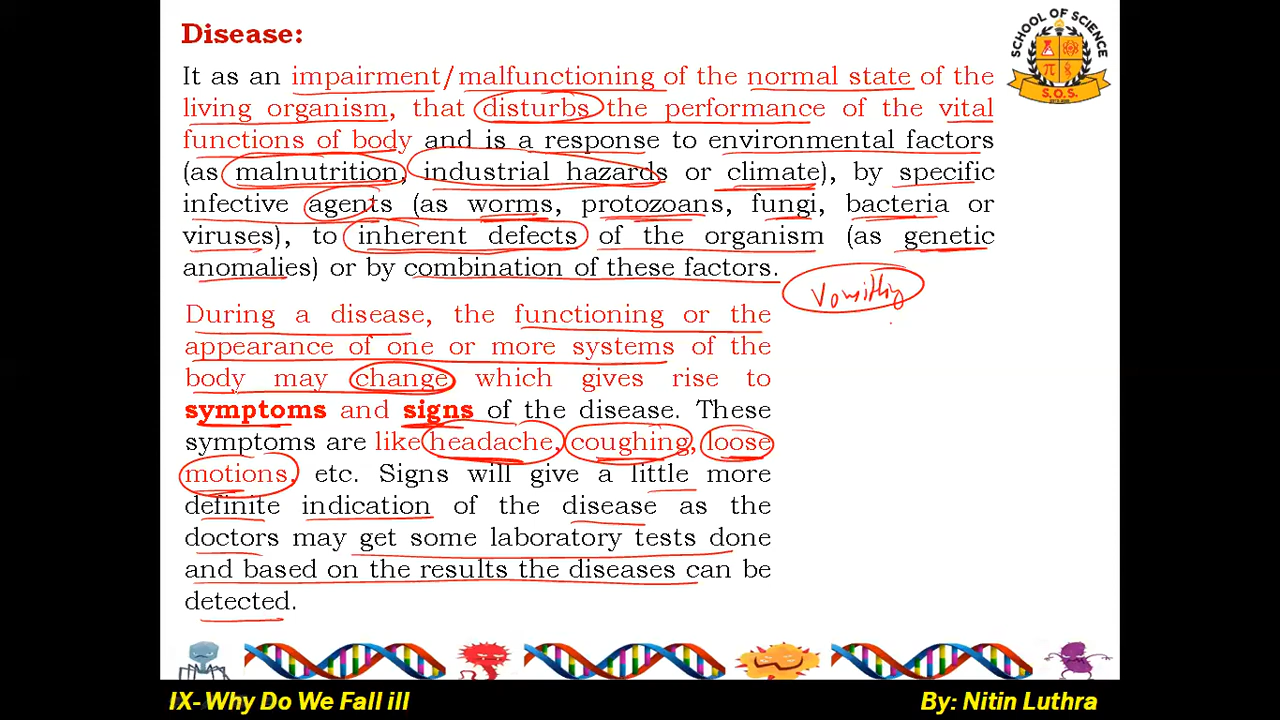 Disease:
SCHOOL OF SCIENCE
S.O.S.
It as an impairment/malfunctioning of the normal state of the
living organism, that disturbs the performance of the vital
functions of body and is a response to environmental factors
(as malnutrition, industrial hazards or climate), by specific
infective agents (as worms, protozoans, fungi, bacteria or
viruses), to inherent defects of the organism (as genetic
anomalies) or by combination of these factors.
During a disease, the functioning or the
appearance of one or more systems of the
body may change which gives rise to
symptoms and signs of the disease. These
symptoms are like headache, coughing, loose
motions, etc. Signs will give a little more
definite indication of the disease as the
doctors may get some laboratory tests done
and based on the results the diseases can be
detected.
IX- Why Do We Fall ill
By: Nitin Luthra